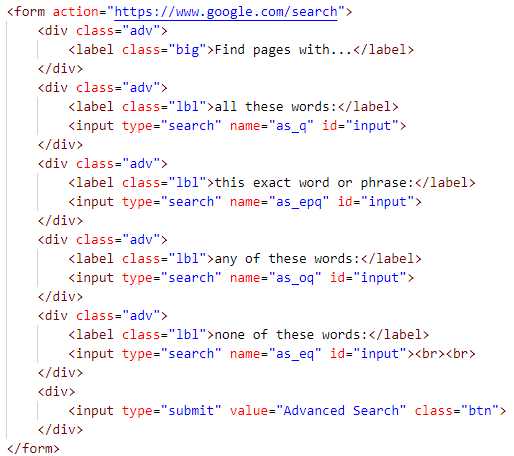 <form action="https://www.google.com/search">
<div class="adv">
<label class="big">Find pages with...</label>
</div>
<div class="adv">
<label class="lbl">all these words:</label>
<input type="search" name="as_q" id="input">
</div>
<div class="adv">
<label class="lbl">this exact word or phrase:</label>
<input type="search" name="as_epq" id="input">
</div>
<div class="adv">
<label class="lbl">any of these words:</label>
<input type="search" name="as_oq" id="input">
</div>
<div class="adv">
<label class="lbl">none of these words:</label>
<input type="search" name="as_eq" id="input"><br><br>
</div>
<div>
<input type="submit" value="Advanced Search" class="btn">
</div>
</form>